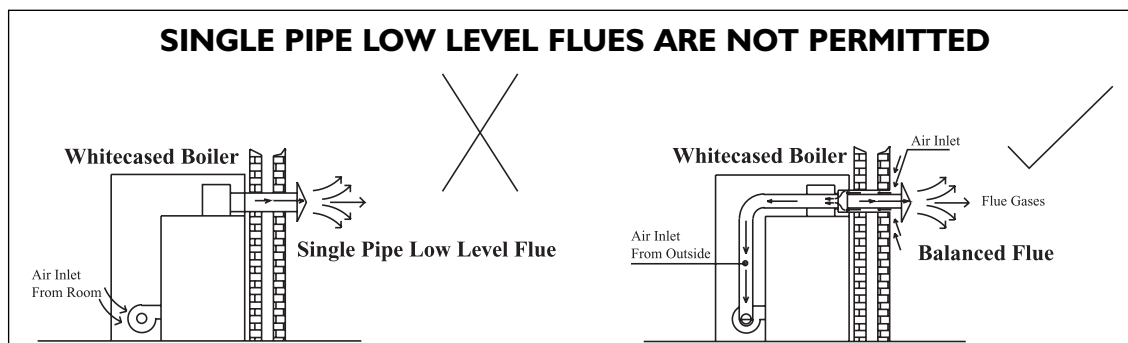 SINGLE PIPE LOW LEVEL FLUES ARE NOT PERMITTED
Whitecased Boiler
Single Pipe Low Level Flue
Air Inlet
From Room
Whitecased Boiler
Air Inlet
Flue Gases
Air Inlet
From Outside
Balanced Flue